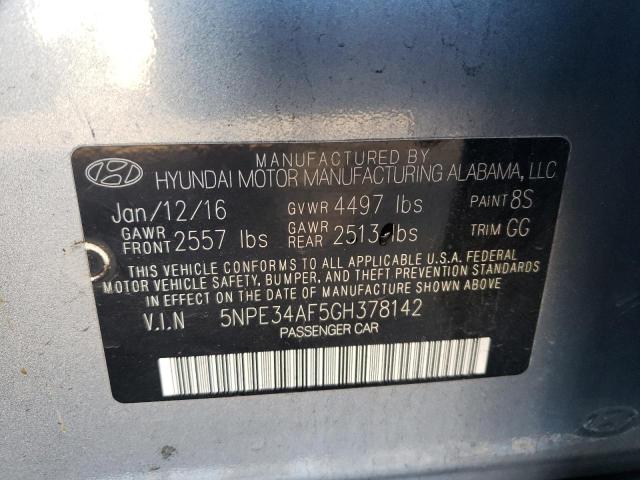 MANUFACTURED BY
HYUNDAI MOTOR MANUFACTURING ALABAMA, LLC
Jan/12/16 GVWR 4497 lbs PAINT 8S
GAWR FRONT 2557 lbs GAWR REAR 2513 lbs TRIM GG
THIS VEHICLE CONFORMS TO ALL APPLICABLE U.S.A. FEDERAL
MOTOR VEHICLE SAFETY, BUMPER, AND THEFT PREVENTION STANDARDS
IN EFFECT ON THE DATE OF MANUFACTURE SHOWN ABOVE.
V.I.N 5NPE34AF5GH378142
PASSENGER CAR